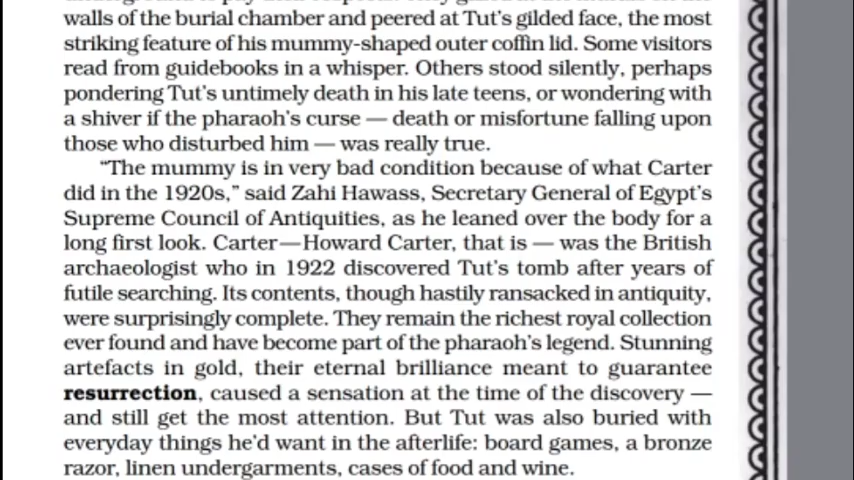 walls of the burial chamber and peered at Tut's gilded face, the most
striking feature of his mummy-shaped outer coffin lid. Some visitors
read from guidebooks in a whisper. Others stood silently, perhaps
pondering Tut's untimely death in his late teens, or wondering with
a shiver if the pharaoh's curse — death or misfortune falling upon
those who disturbed him — was really true.
“The mummy is in very bad condition because of what Carter
did in the 1920s,” said Zahi Hawass, Secretary General of Egypt's
Supreme Council of Antiquities, as he leaned over the body for a
long first look. Carter—Howard Carter, that is — was the British
archaeologist who in 1922 discovered Tut's tomb after years of
futile searching. Its contents, though hastily ransacked in antiquity,
were surprisingly complete. They remain the richest royal collection
ever found and have become part of the pharaoh's legend. Stunning
artefacts in gold, their eternal brilliance meant to guarantee
resurrection, caused a sensation at the time of the discovery —
and still get the most attention. But Tut was also buried with
everyday things he'd want in the afterlife: board games, a bronze
razor, linen undergarments, cases of food and wine.